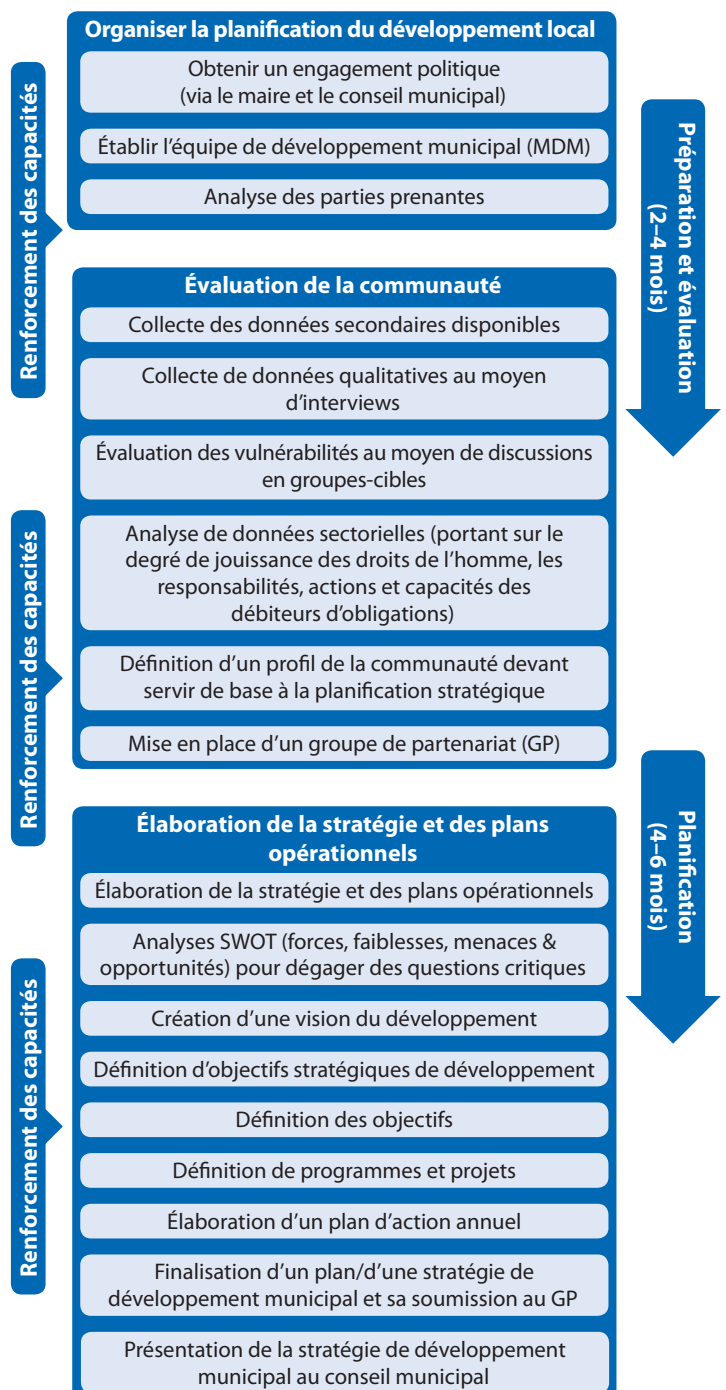 Organiser la planification du développement local
Obtenir un engagement politique
(via le maire et le conseil municipal)
Établir l’équipe de développement municipal (MDM)
Analyse des parties prenantes
Renforcement des capacités
Préparation et évaluation
(2–4 mois)
Évaluation de la communauté
Collecte des données secondaires disponibles
Collecte de données qualitatives au moyen
d’interviews
Évaluation des vulnérabilités au moyen de discussions
en groupes-cibles
Analyse de données sectorielles (portant sur le
degré de jouissance des droits de l’homme, les
responsabilités, actions et capacités des
débiteurs d’obligations)
Définition d’un profil de la communauté devant
servir de base à la planification stratégique
Mise en place d’un groupe de partenariat (GP)
Renforcement des capacités
Planification
(4–6 mois)
Élaboration de la stratégie et des plans
opérationnels
Élaboration de la stratégie et des plans opérationnels
Analyses SWOT (forces, faiblesses, menaces &
opportunités) pour dégager des questions critiques
Création d’une vision du développement
Définition d’objectifs stratégiques de développement
Définition des objectifs
Définition de programmes et projets
Élaboration d’un plan d’action annuel
Finalisation d’un plan/d’une stratégie de
développement municipal et sa soumission au GP
Présentation de la stratégie de développement
municipal au conseil municipal
Renforcement des capacités